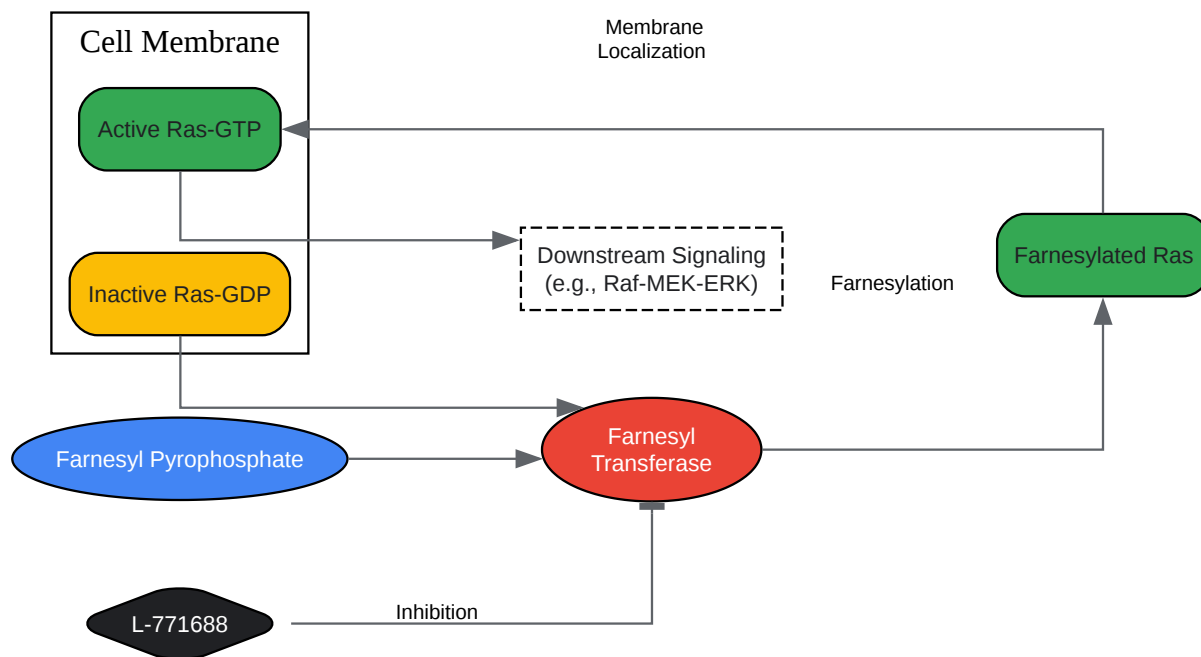 Membrane
Localization
Cell Membrane
Active Ras-GTP
Downstream Signaling
(e.g., Raf-MEK-ERK)
Farnesylated Ras
Inactive Ras-GDP
Farnesylation
Farnesyl Pyrophosphate
Farnesyl
Transferase
L-771688
Inhibition